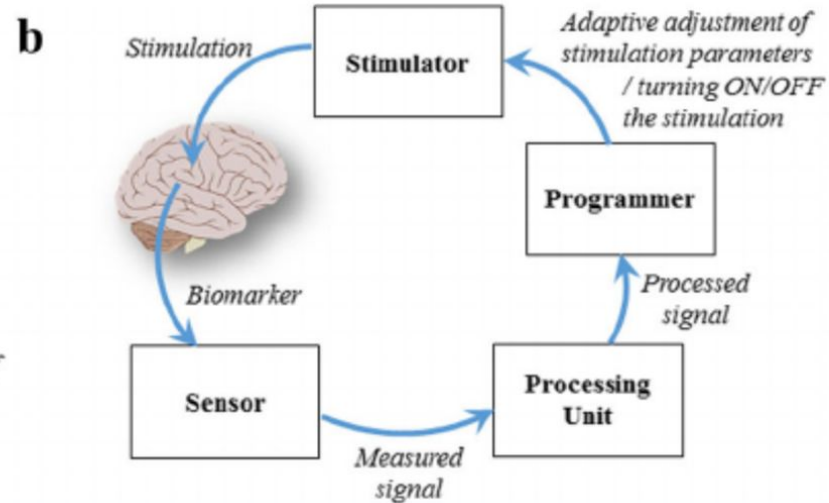 b
Stimulation
Stimulator
Adaptive adjustment of
stimulation parameters
/ turning ON/OFF
the stimulation
Programmer
Biomarker
Processed
signal
Sensor
Processing
Unit
Measured
signal